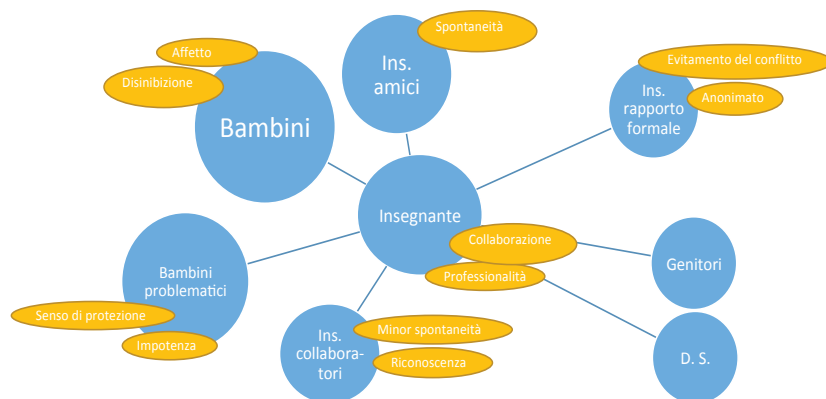 Spontaneità
Affetto
Ins.
amici
Evitamento del conflitto
Disinibizione
Ins.
rapporto
formale
Anonimato
Bambini
Insegnante
Collaborazione
Professionalità
Genitori
Bambini
problematici
Senso di protezione
Impotenza
Ins.
collabora-
tori
Minor spontaneità
Riconoscenza
D. S.